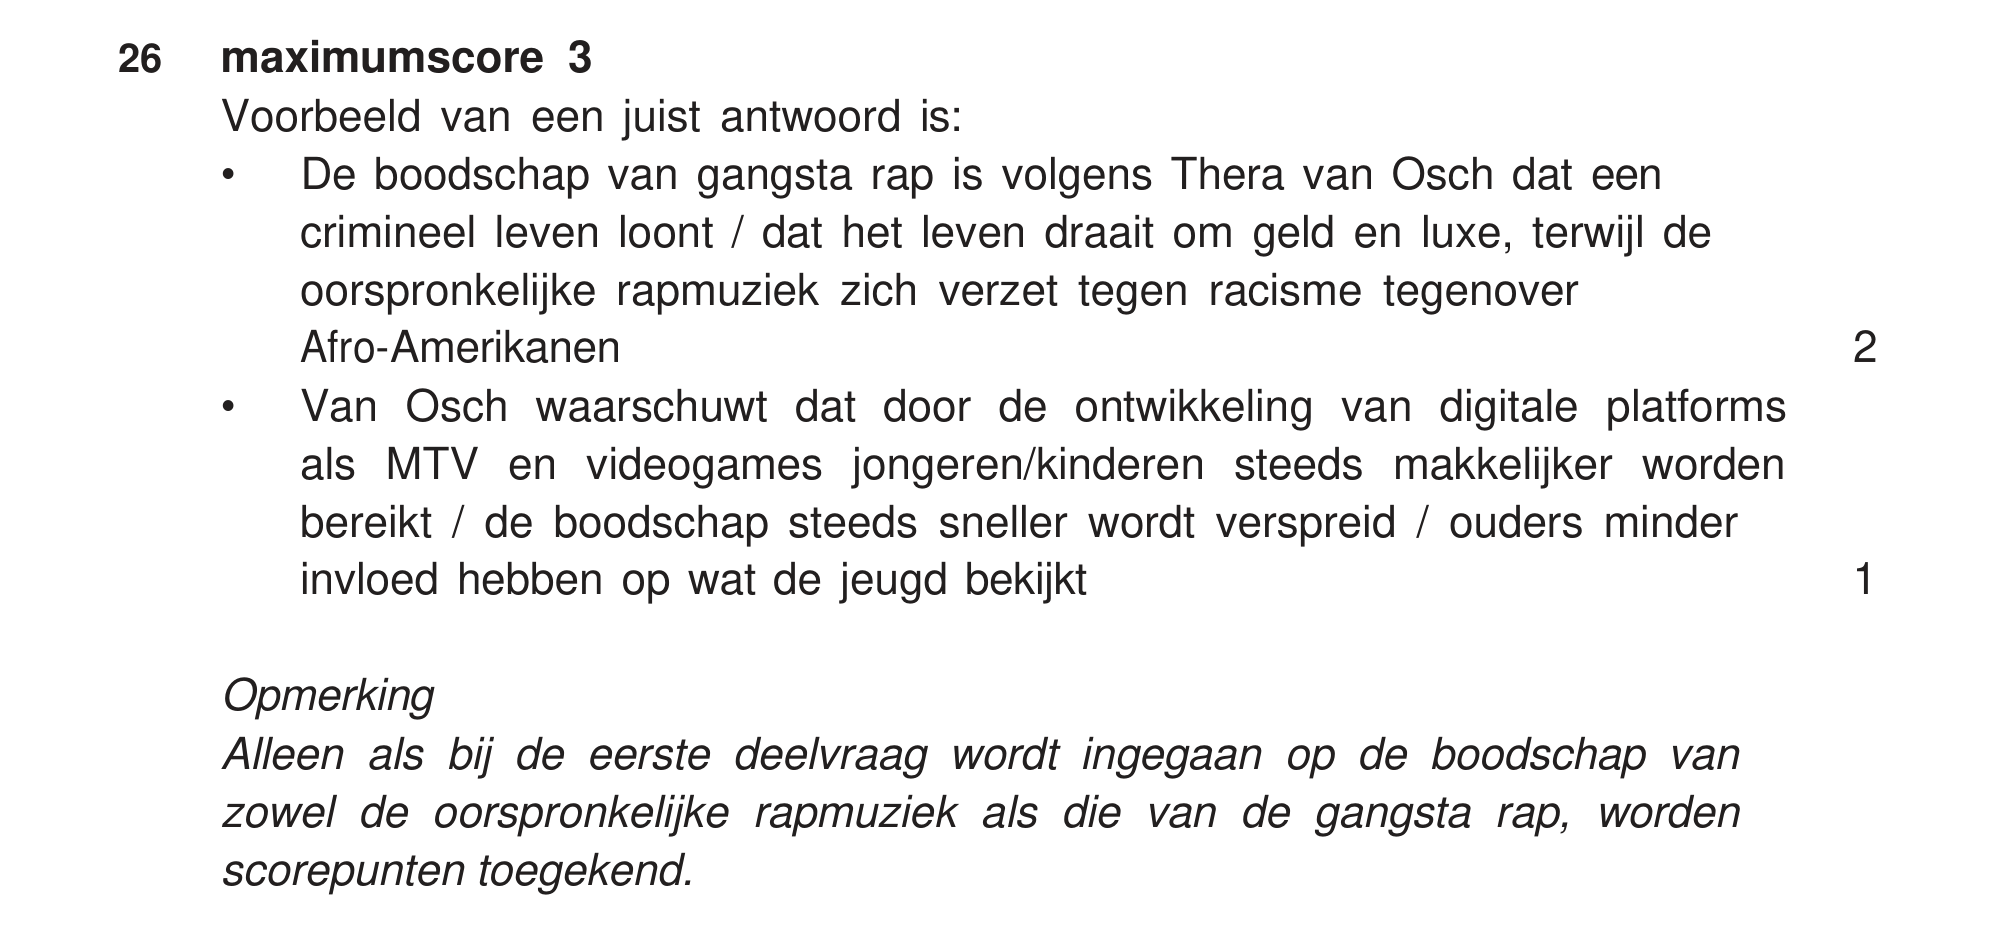 26 maximumscore 3
Voorbeeld van een juist antwoord is:
• De boodschap van gangsta rap is volgens Thera van Osch dat een
crimineel leven loont / dat het leven draait om geld en luxe, terwijl de
oorspronkelijke rapmuziek zich verzet tegen racisme tegenover
Afro-Amerikanen 2
• Van Osch waarschuwt dat door de ontwikkeling van digitale platforms
als MTV en videogames jongeren/kinderen steeds makkelijker worden
bereikt / de boodschap steeds sneller wordt verspreid / ouders minder
invloed hebben op wat de jeugd bekijkt 1
Opmerking
Alleen als bij de eerste deelvraag wordt ingegaan op de boodschap van
zowel de oorspronkelijke rapmuziek als die van de gangsta rap, worden
scorepunten toegekend.